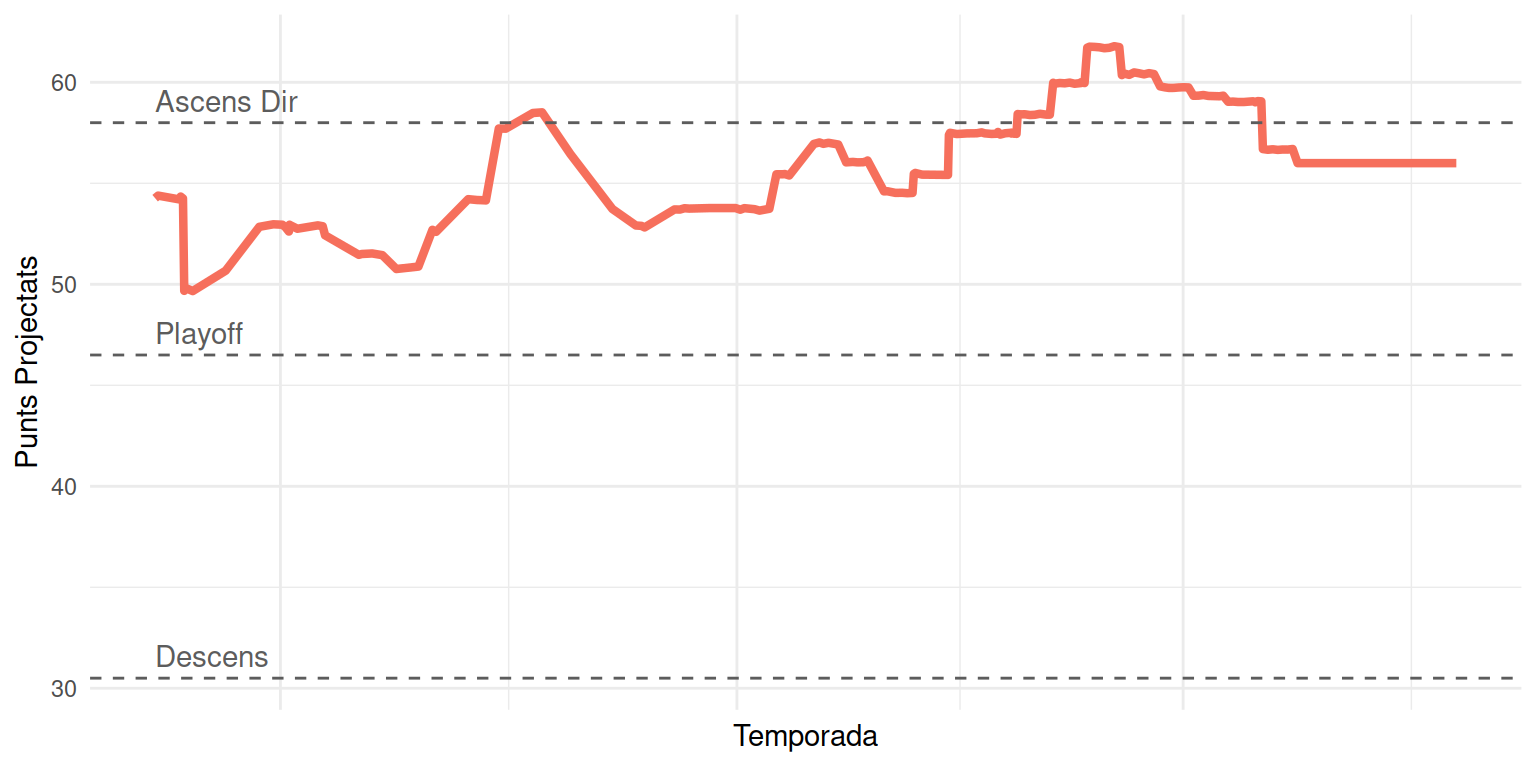 60
Ascens Dir
50
Playoff
40
Descens
30
Punts Projectats
Temporada